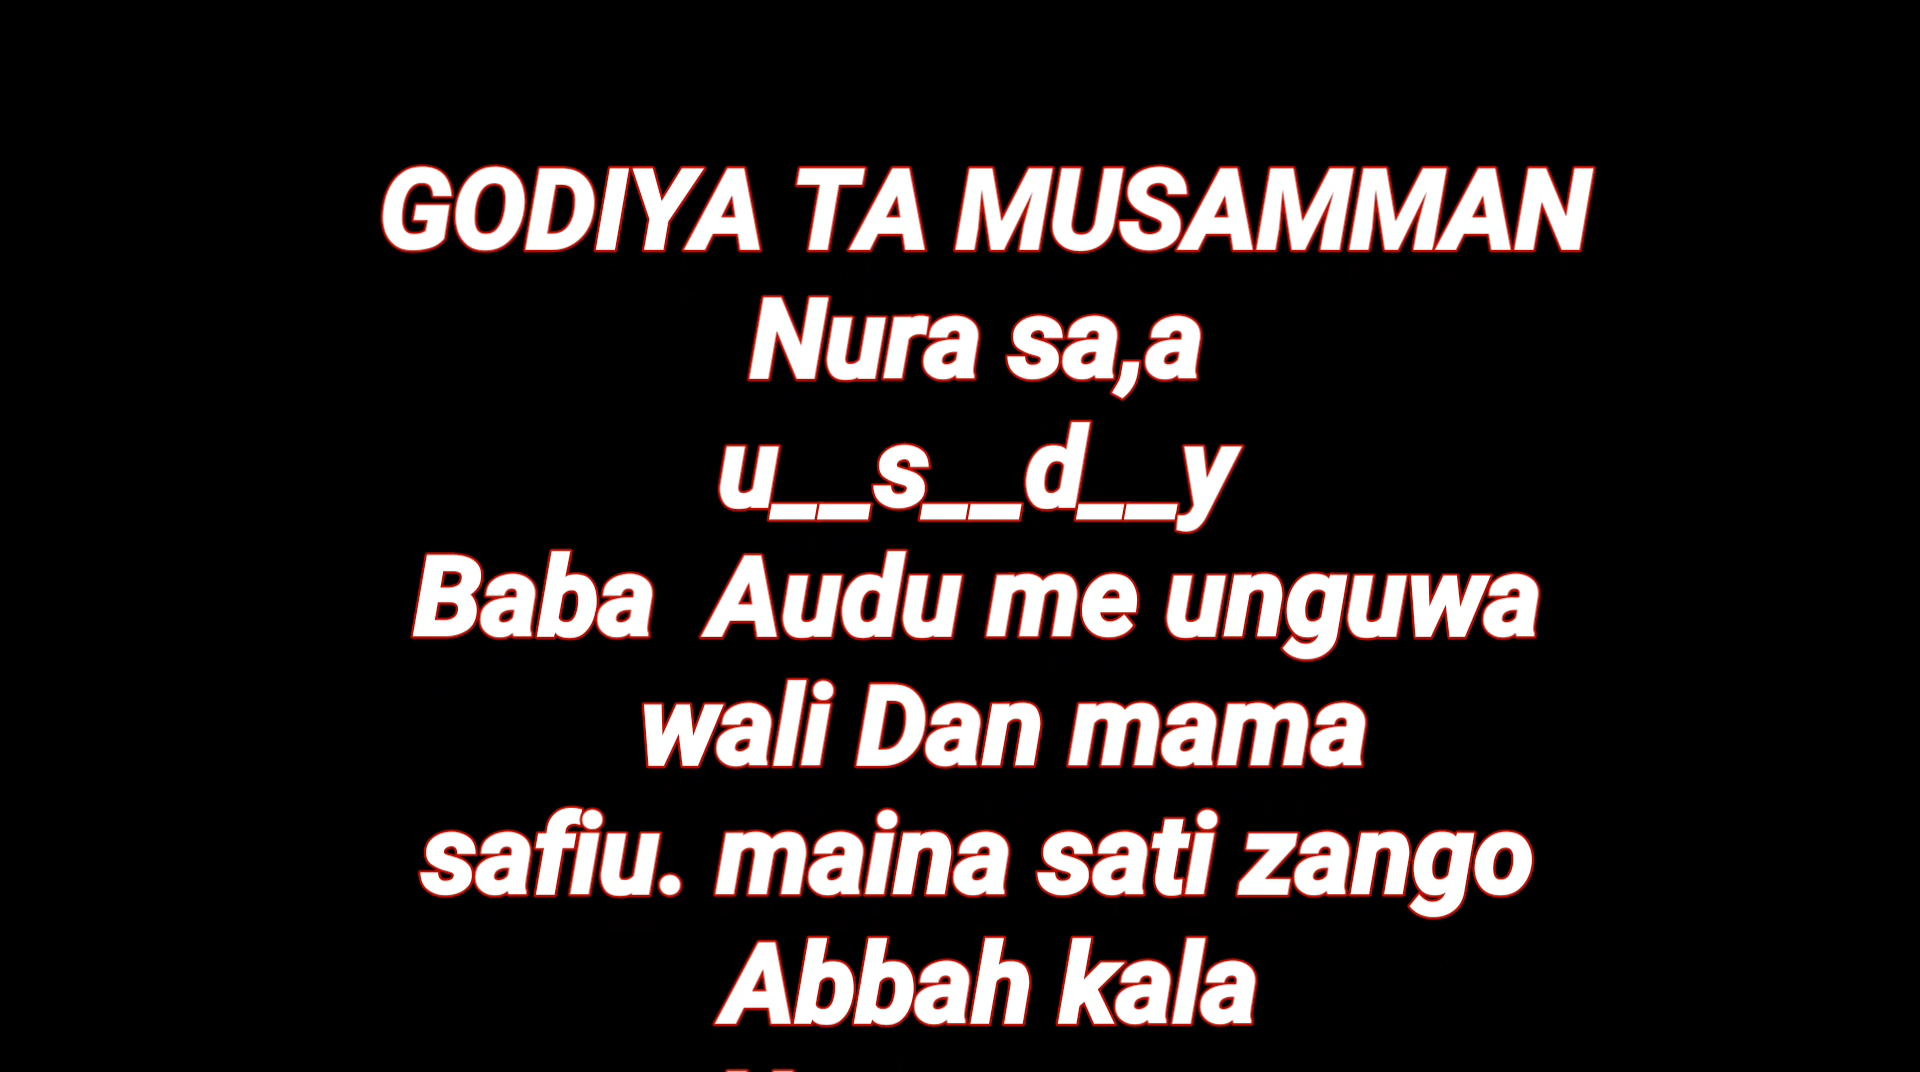 GODIYA TA MUSAMMAN
Nura sa,a
u__s__d__y
Baba  Audu me unguwa
wali Dan mama
safiu. maina sati zango
Abbah kala